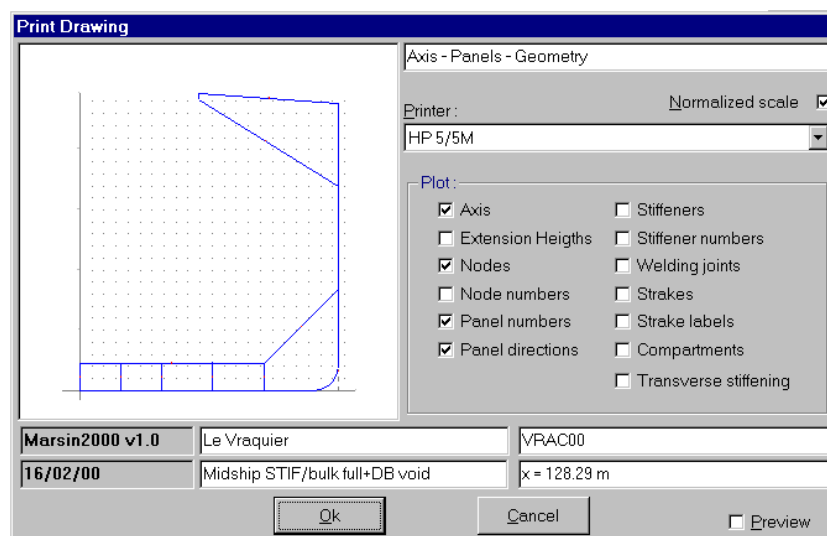 Print Drawing
Axis - Panels - Geometry
Normalized scale
Printer :
HP 5/5M
Plot :
Axis
Stiffeners
Extension Heigths
Stiffener numbers
Nodes
Welding joints
Node numbers
Strakes
Panel numbers
Strake labels
Panel directions
Compartments
Transverse stiffening
Marsin2000 v1.0
Le Vraquier
VRAC00
16/02/00
Midship STIF/bulk full+DB void
x = 128.29 m
Ok
Cancel
Preview